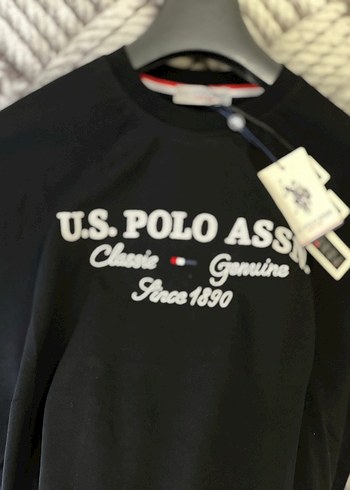 U.S. POLO ASSN.
Classic Genuine
Since 1890